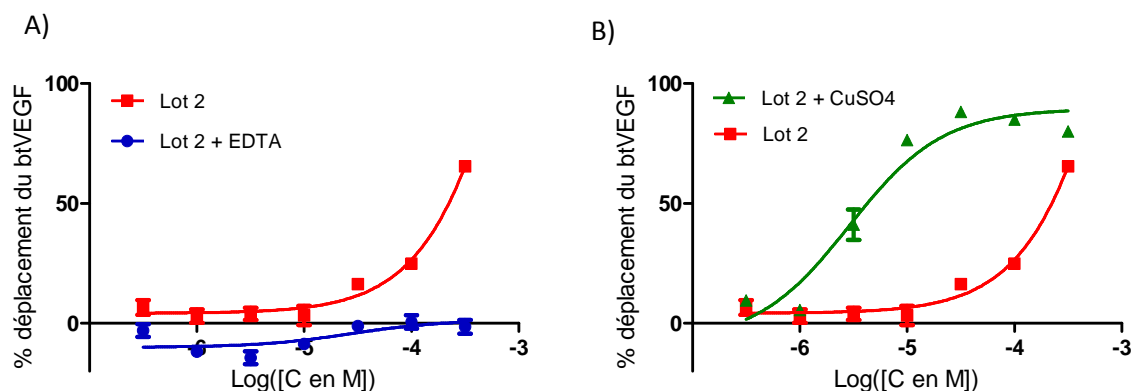 A)
% déplacement du btVEGF
100
50
0
Lot 2
Lot 2 + EDTA
-6
-5
-4
-3
Log([C en M])
B)
% déplacement du btVEGF
100
50
0
Lot 2 + CuSO4
Lot 2
-6
-5
-4
-3
Log([C en M])